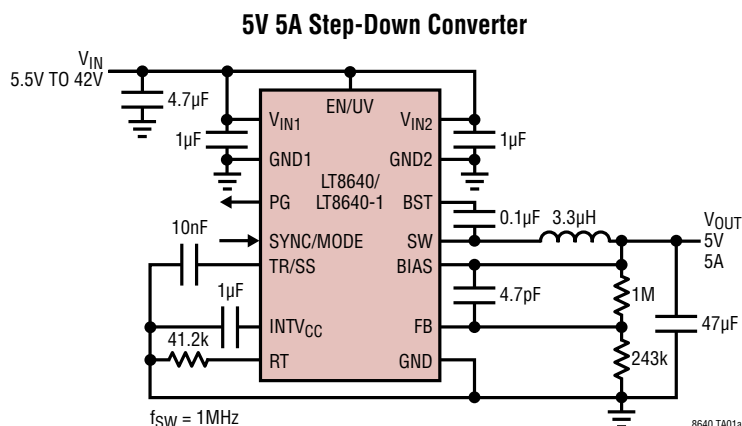 5V 5A Step-Down Converter
VIN
5.5V TO 42V
4.7µF
1µF
VIN1
EN/UV
VIN2
1µF
GND1
GND2
LT8640/
LT8640-1
PG
BST
10nF
0.1µF
3.3µH
VOUT
5V
5A
SYNC/MODE
SW
TR/SS
BIAS
1µF
4.7pF
1M
47µF
INTVCC
FB
41.2k
RT
GND
243k
fSW = 1MHz
8640 TA01a